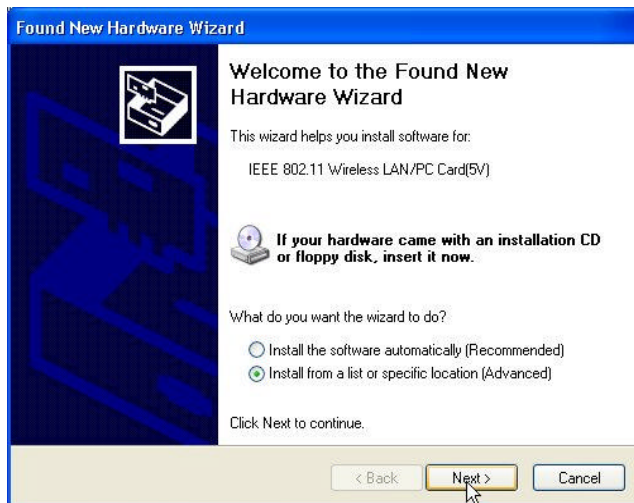 Found New Hardware Wizard
Welcome to the Found New
Hardware Wizard
This wizard helps you install software for:
IEEE 802.11 Wireless LAN/PC Card(5V)
If your hardware came with an installation CD
or floppy disk, insert it now.
What do you want the wizard to do?
Install the software automatically (Recommended)
Install from a list or specific location (Advanced)
Click Next to continue.
< Back Next > Cancel